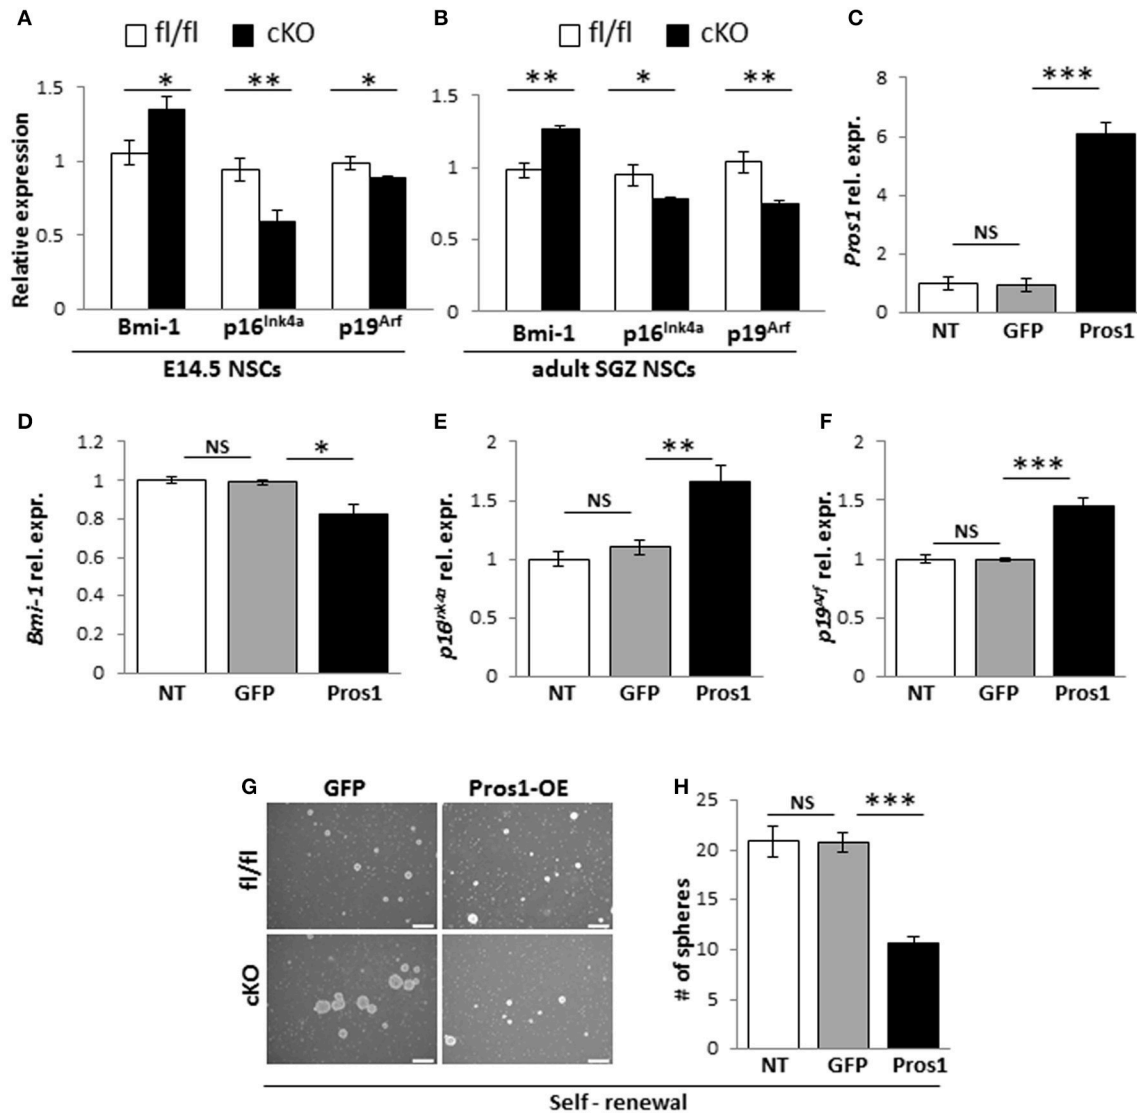 A
fl/fl cKO
Relative expression
1.5
1
0.5
0
* ** *
Bmi-1 p16Ink4a p19Arf
E14.5 NSCs
B
fl/fl cKO
1.5
1
0.5
0
** * **
Bmi-1 p16Ink4a p19Arf
adult SGZ NSCs
C
Pros1 rel. expr.
8
6
4
2
0
NS ***
NT GFP Pros1
D
Bmi-1 rel. expr.
1.2
1
0.8
0.6
0.4
0.2
0
NS *
NT GFP Pros1
E
p16Ink4a rel. expr.
2
1.5
1
0.5
0
NS **
NT GFP Pros1
F
p19Arf rel. expr.
2
1.5
1
0.5
0
NS ***
NT GFP Pros1
G
GFP Pros1-OE
fl/fl
cKO
H
# of spheres
25
20
15
10
5
0
NS ***
NT GFP Pros1
Self - renewal